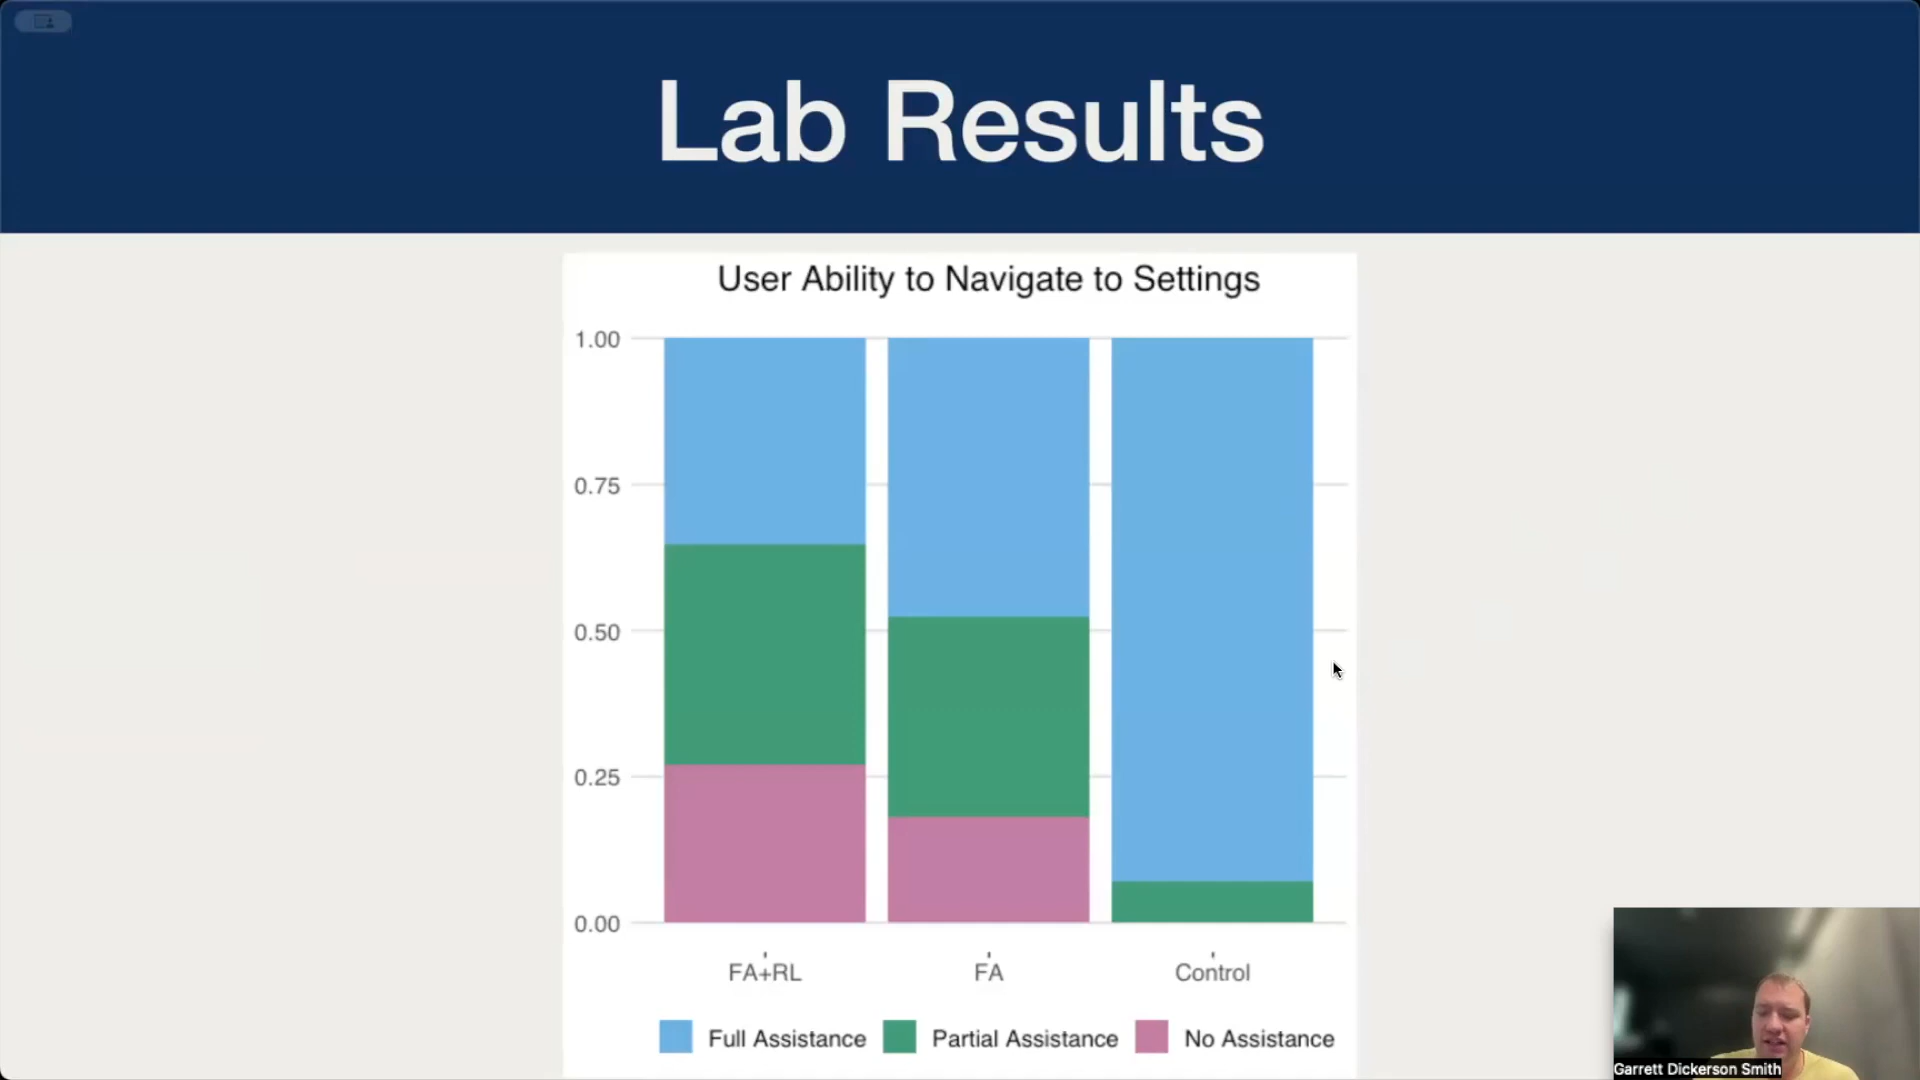 Lab Results
User Ability to Navigate to Settings
1.00
0.75
0.50
0.25
0.00
FA+RL FA Control
Full Assistance Partial Assistance No Assistance
Garrett Dickerson Smith